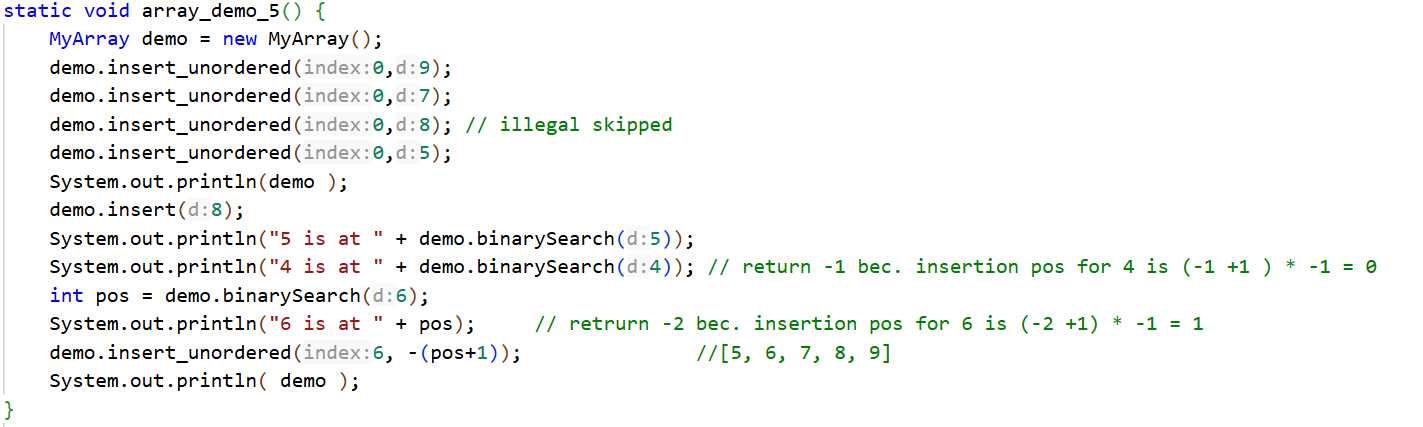 static void array_demo_5() {
MyArray demo = new MyArray();
demo.insert_unordered(index:0,d:9);
demo.insert_unordered(index:0,d:7);
demo.insert_unordered(index:0,d:8); // illegal skipped
demo.insert_unordered(index:0,d:5);
System.out.println(demo );
demo.insert(d:8);
System.out.println("5 is at " + demo.binarySearch(d:5));
System.out.println("4 is at " + demo.binarySearch(d:4)); // return -1 bec. insertion pos for 4 is (-1 +1 ) * -1 = 0
int pos = demo.binarySearch(d:6);
System.out.println("6 is at " + pos); // retrurn -2 bec. insertion pos for 6 is (-2 +1) * -1 = 1
demo.insert_unordered(index:6, -(pos+1)); //[5, 6, 7, 8, 9]
System.out.println( demo );
}